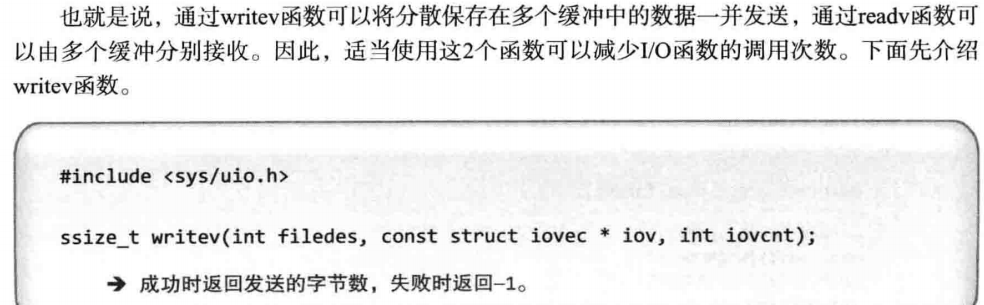 也就是说，通过writev函数可以将分散保存在多个缓冲中的数据一并发送，通过readv函数可
以由多个缓冲分别接收。因此，适当使用这2个函数可以减少I/O函数的调用次数。下面先介绍
writev函数。
#include <sys/uio.h>
ssize_t writev(int filedes, const struct iovec * iov, int iovcnt);
➔ 成功时返回发送的字节数，失败时返回–1。